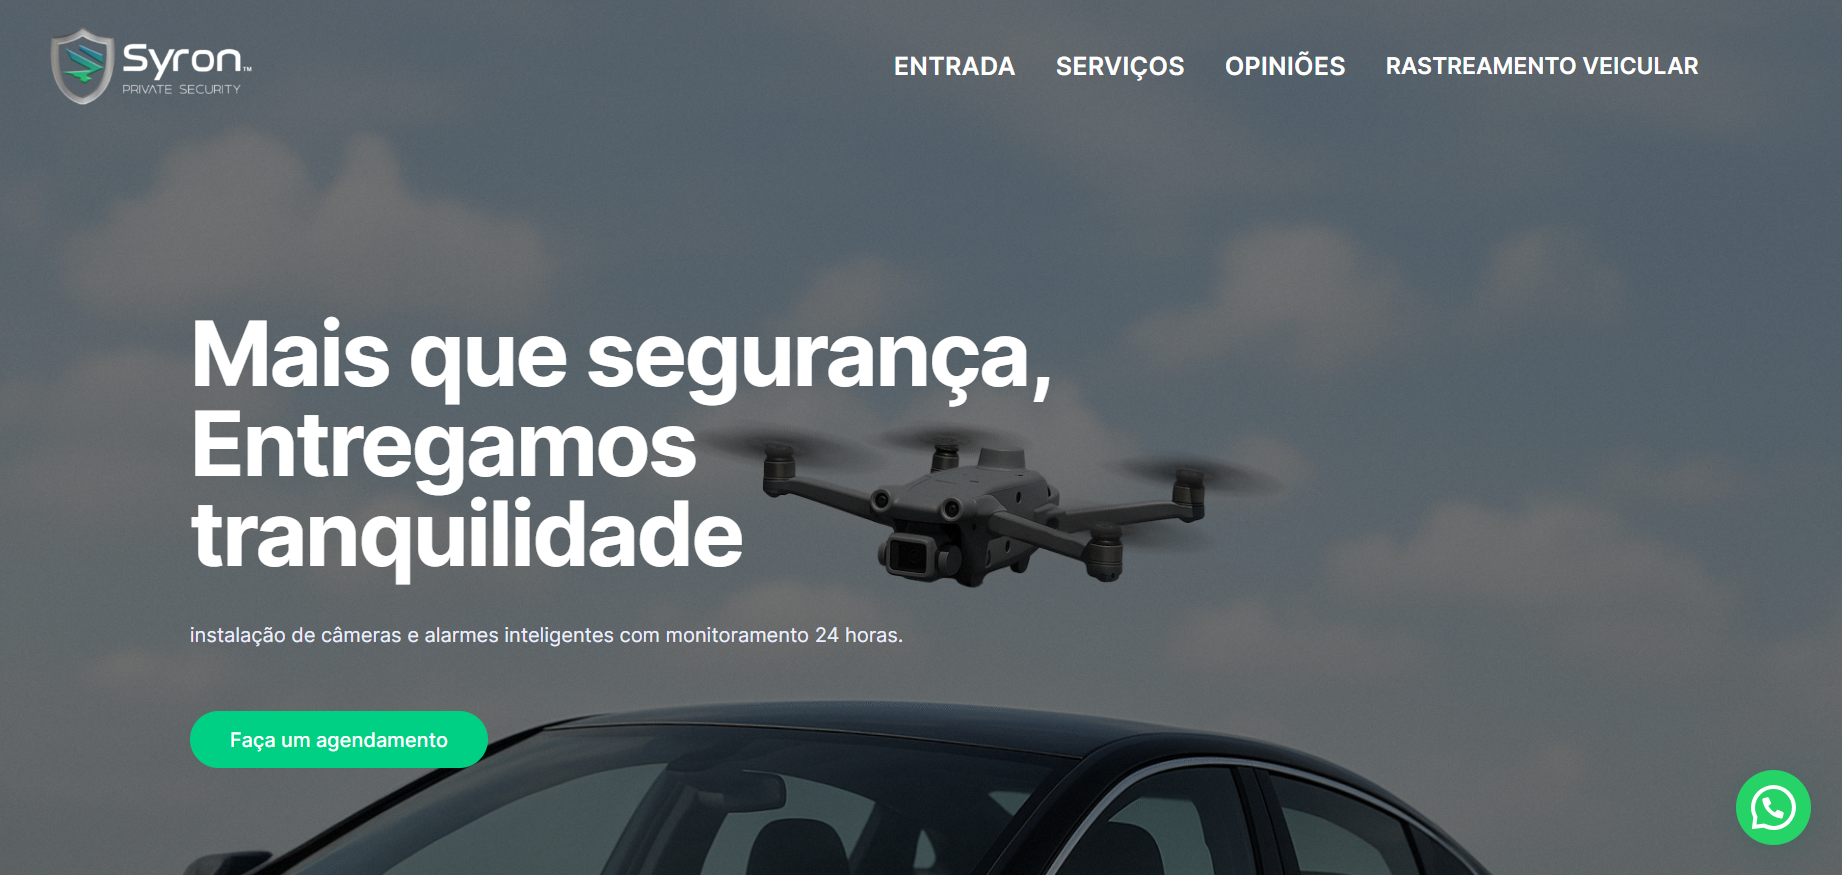 Syron™
PRIVATE SECURITY
ENTRADA
SERVIÇOS
OPINIÕES
RASTREAMENTO VEICULAR
Mais que segurança,
Entregamos
tranquilidade
instalação de câmeras e alarmes inteligentes com monitoramento 24 horas.
Faça um agendamento